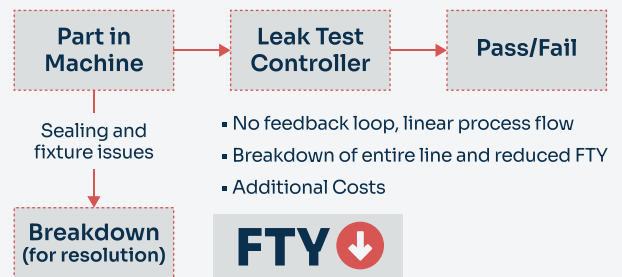 Part in
Machine
Leak Test
Controller
Pass/Fail
Sealing and
fixture issues
▪ No feedback loop, linear process flow
▪ Breakdown of entire line and reduced FTY
▪ Additional Costs
Breakdown
(for resolution)
FTY